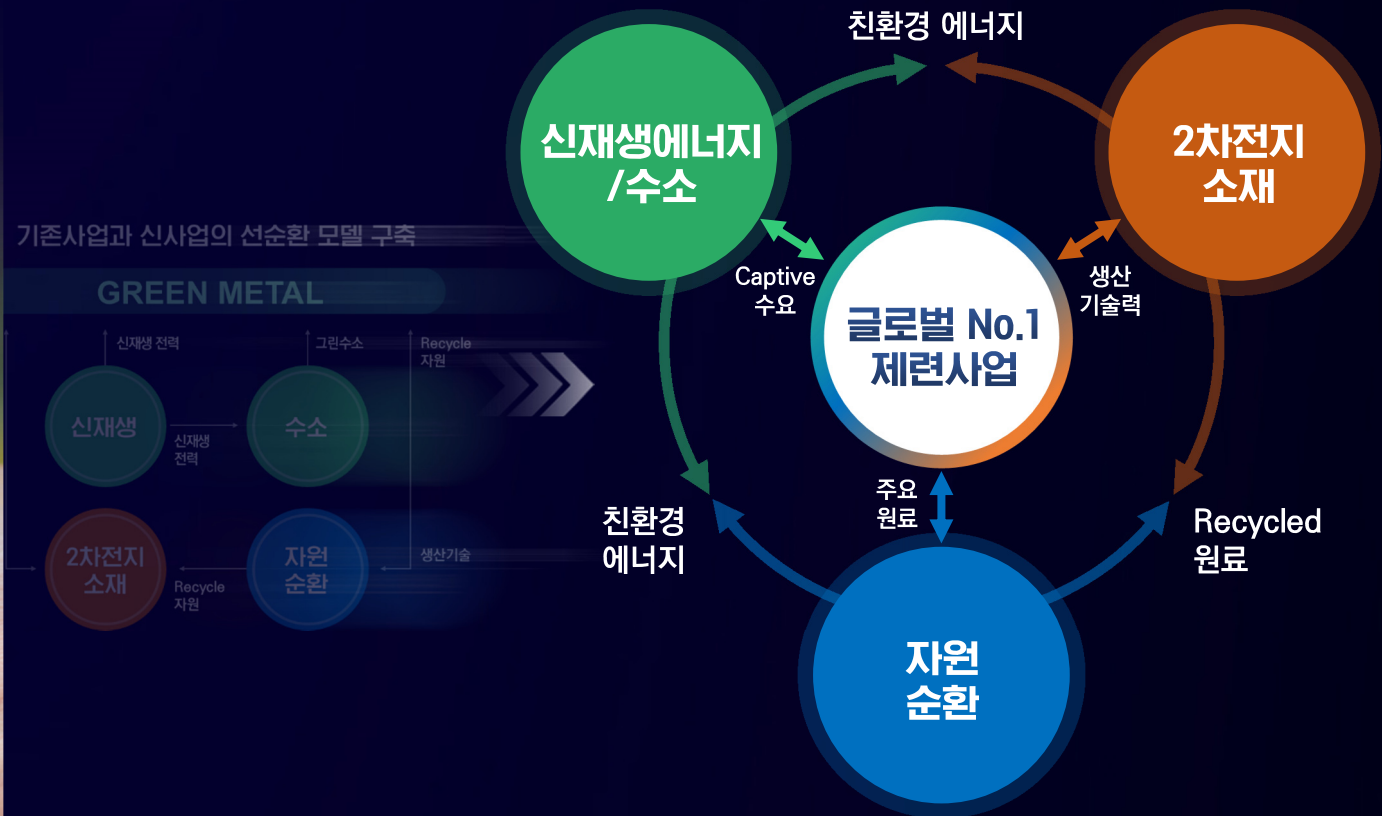 기존사업과 신사업의 선순환 모델 구축
GREEN METAL
신재생 전력
그린수소
Recycle
자원
신재생
수소
신재생
전력
2차전지
소재
자원
순환
생산기술
Recycle
자원
친환경 에너지
신재생에너지
/수소
2차전지
소재
Captive
수요
생산
기술력
글로벌 No.1
제련사업
주요
원료
친환경
에너지
Recycled
원료
자원
순환